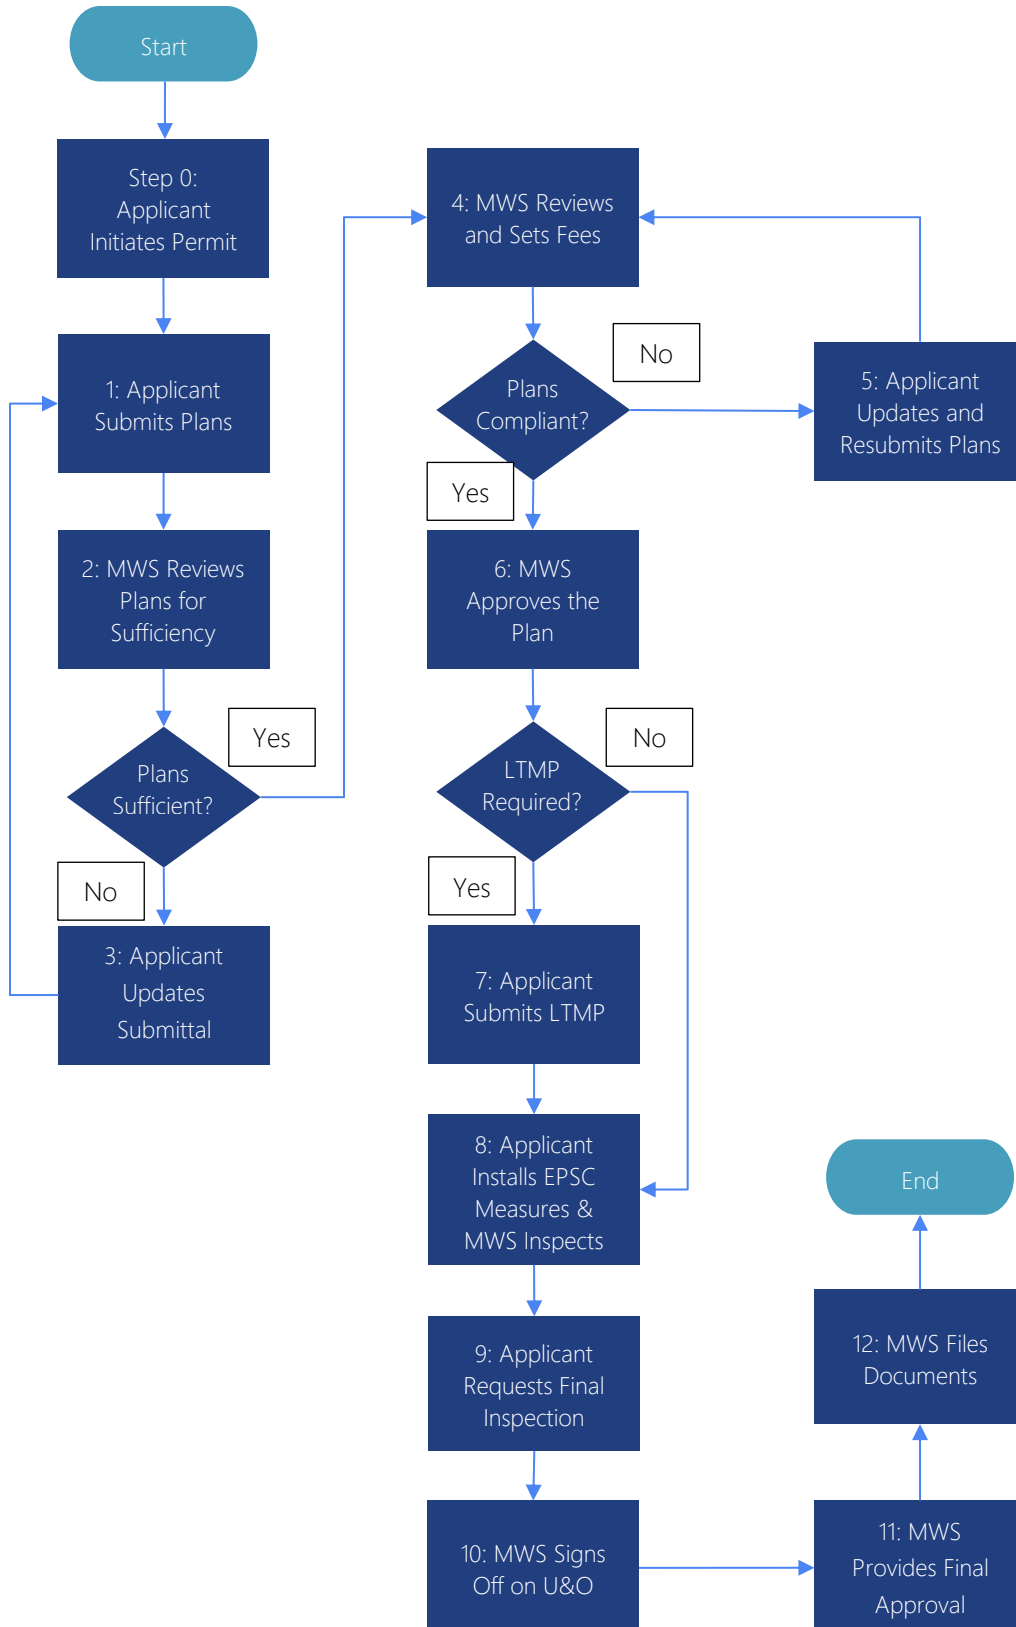 Start
Step 0:
Applicant
Initiates Permit
1: Applicant
Submits Plans
2: MWS Reviews
Plans for
Sufficiency
Yes
Plans
Sufficient?
No
3: Applicant
Updates
Submittal
4: MWS Reviews
and Sets Fees
No
Plans
Compliant?
Yes
5: Applicant
Updates and
Resubmits Plans
6: MWS
Approves the
Plan
No
LTMP
Required?
Yes
7: Applicant
Submits LTMP
8: Applicant
Installs EPSC
Measures &
MWS Inspects
9: Applicant
Requests Final
Inspection
10: MWS Signs
Off on U&O
11: MWS
Provides Final
Approval
12: MWS Files
Documents
End